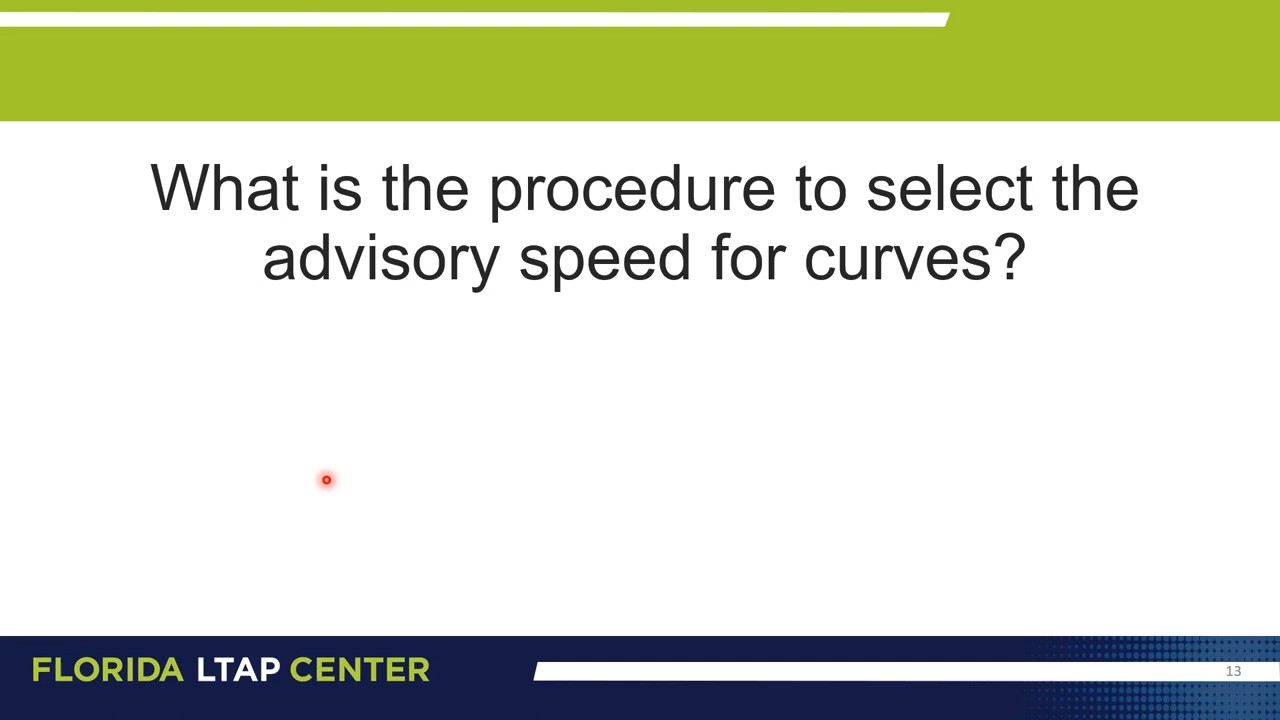 What is the procedure to select the
advisory speed for curves?
FLORIDA LTAP CENTER
13